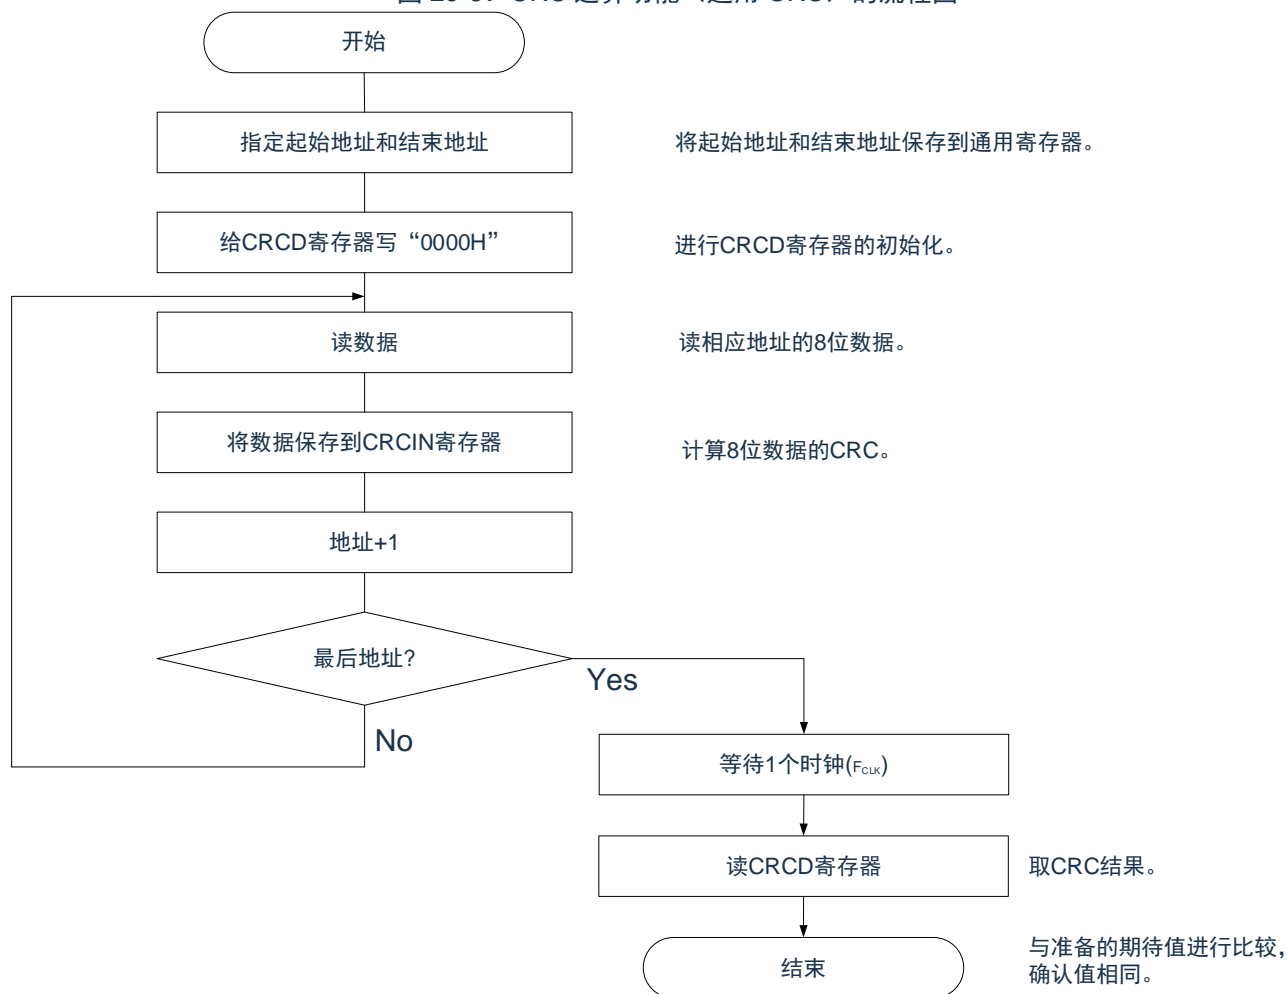 开始
指定起始地址和结束地址
将起始地址和结束地址保存到通用寄存器。
给CRCD寄存器写“0000H”
进行CRCD寄存器的初始化。
读数据
读相应地址的8位数据。
将数据保存到CRCIN寄存器
计算8位数据的CRC。
地址+1
最后地址?
Yes
No
等待1个时钟(FCLK)
读CRCD寄存器
取CRC结果。
结束
与准备的期待值进行比较，
确认值相同。